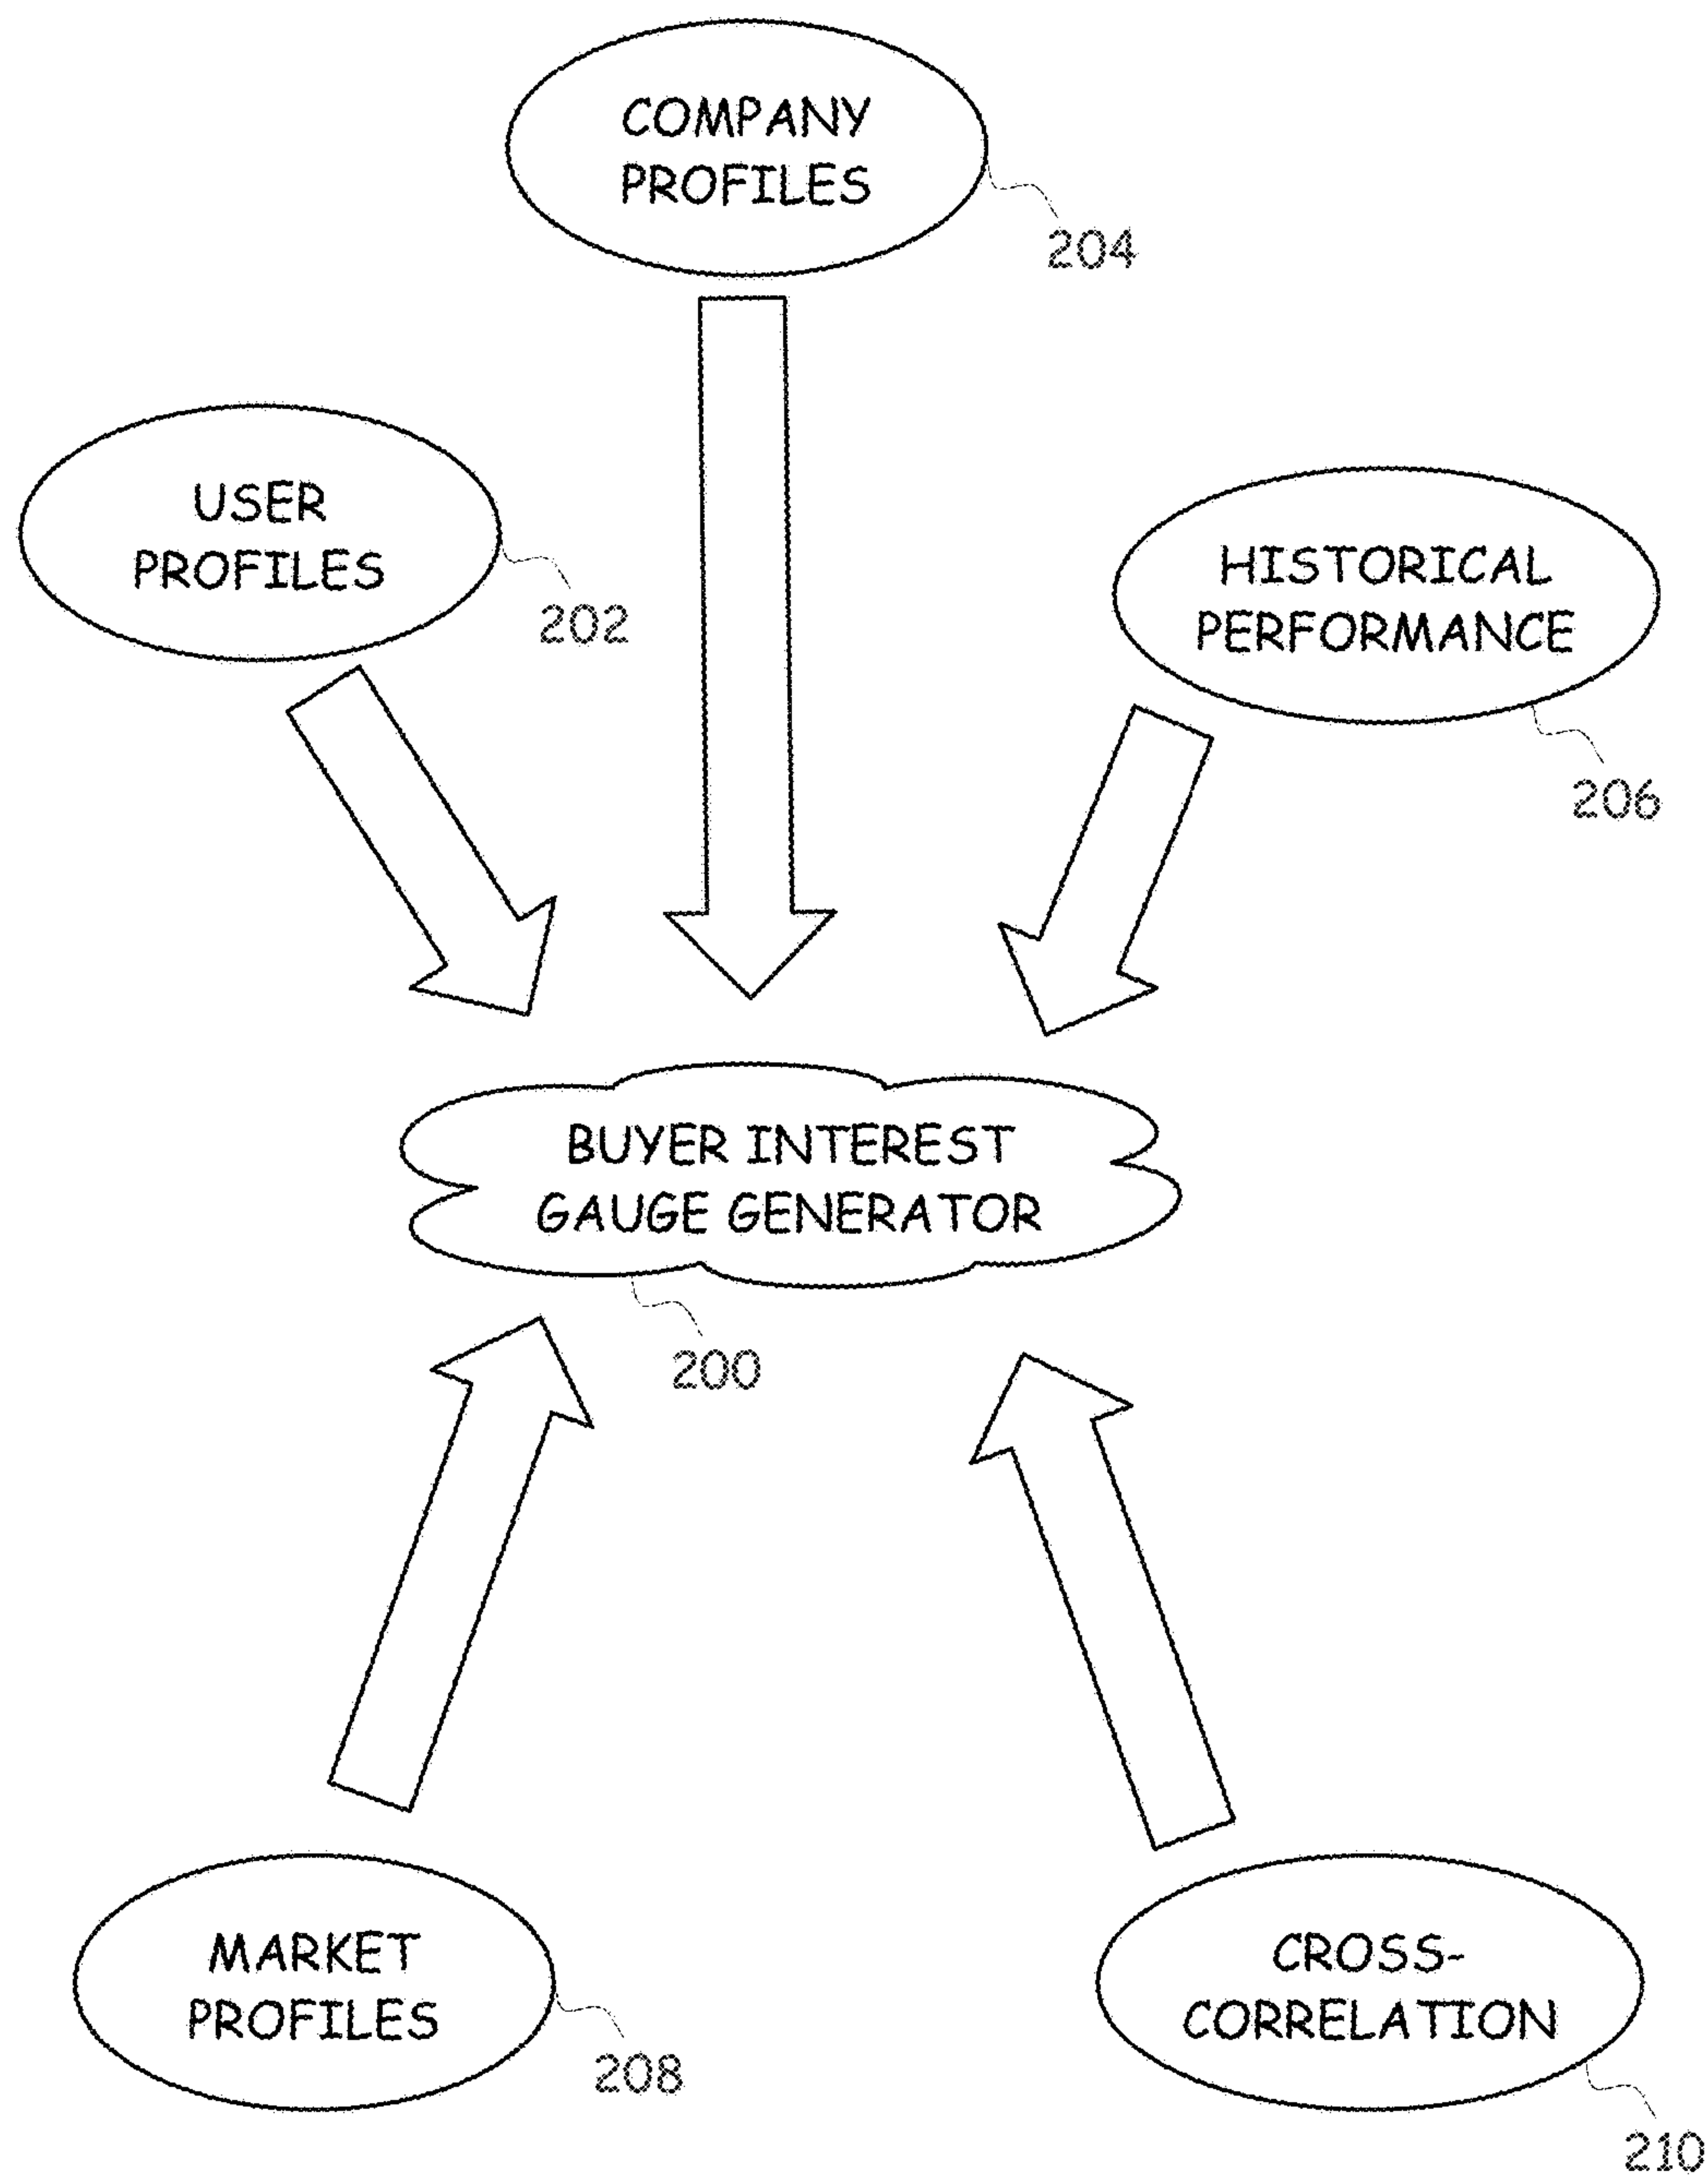 COMPANY
PROFILES
204
USER
PROFILES
202
HISTORICAL
PERFORMANCE
206
BUYER INTEREST
GAUGE GENERATOR
200
MARKET
PROFILES
208
CROSS-
CORRELATION
210